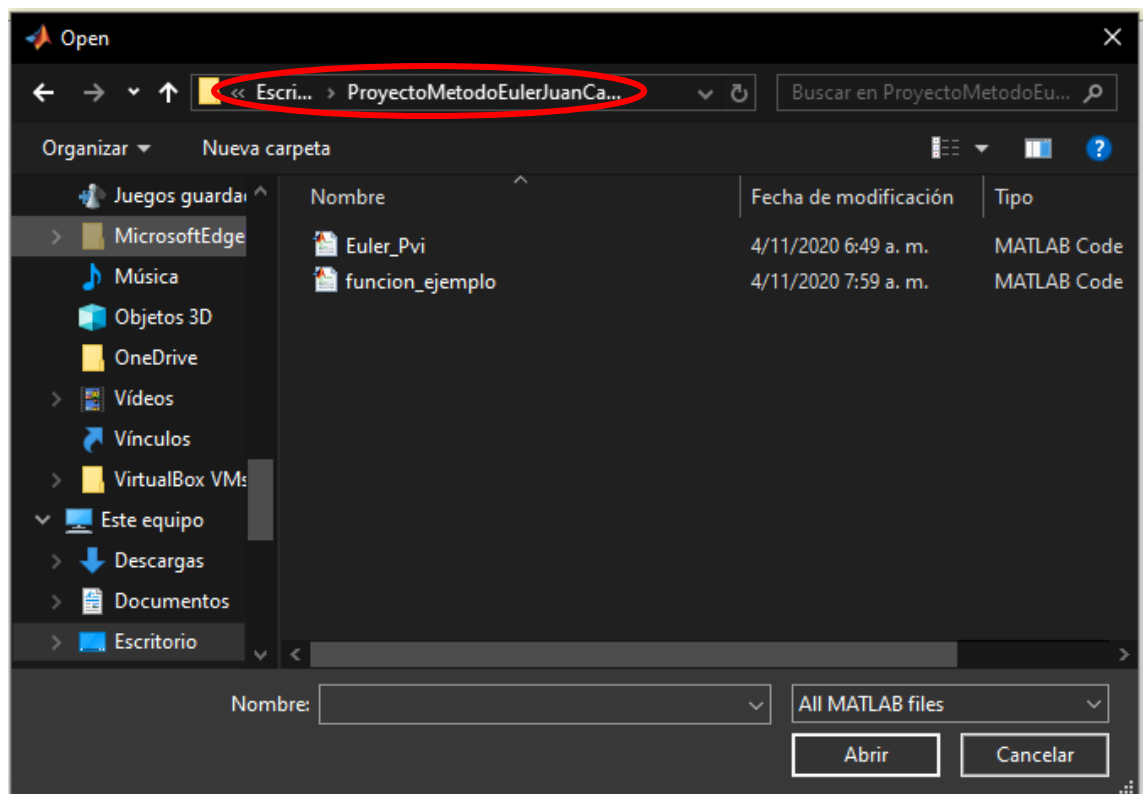 Open
« Escri... > ProyectoMetodoEulerJuanCa...
Buscar en ProyectoMetodoEu...
Organizar
Nueva carpeta
Juegos guarda
MicrosoftEdge
Música
Objetos 3D
OneDrive
Vídeos
Vínculos
VirtualBox VMs
Este equipo
Descargas
Documentos
Escritorio
Nombre
Fecha de modificación
Tipo
Euler_Pvi
4/11/2020 6:49 a. m.
MATLAB Code
funcion_ejemplo
4/11/2020 7:59 a. m.
MATLAB Code
Nombre:
All MATLAB files
Abrir
Cancelar